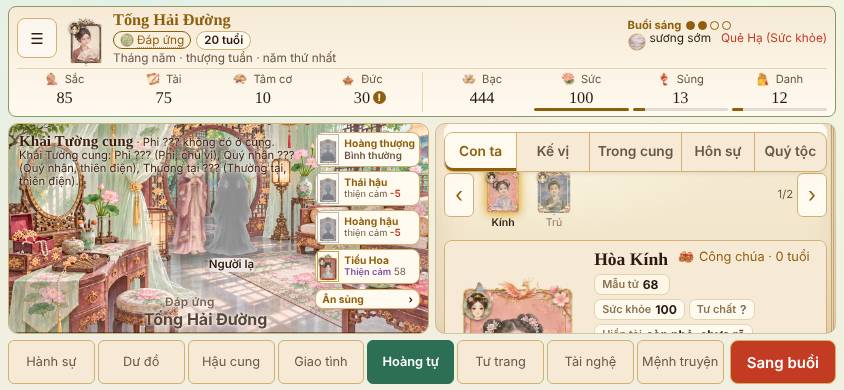 Tống Hải Đường
Đáp ứng 20 tuổi
Tháng năm · thượng tuần · năm thứ nhất
Buổi sáng
sương sớm Quê Hạ (Sức khỏe)
Sắc Tài Tâm cơ Đức Bạc Sức Sủng Danh
85 75 10 30 ! 444 100 13 12
Khải Tường cung · Phi ??? không có ở cung.
Khải Tường cung: Phi ??? (Phi, chủ vị), Quý nhân ???
(Quý nhân, thiên điện), Thường tại ??? (Thường tại,
thiên điện).
Hoàng thượng
Bình thường
Thái hậu
thiện cảm -5
Hoàng hậu
thiện cảm -5
Tiểu Hoa
Thiện cảm 58
Ân sủng ›
Người lạ
Đáp ứng
Tống Hải Đường
Con ta Kế vị Trong cung Hôn sự Quý tộc
‹ Kính Trú 1/2 ›
Hòa Kính Công chúa · 0 tuổi
Mẫu tử 68
Sức khỏe 100 Tư chất ?
Hành sự Dự đồ Hậu cung Giao tình Hoàng tự Tư trang Tài nghệ Mệnh truyện Sang buổi